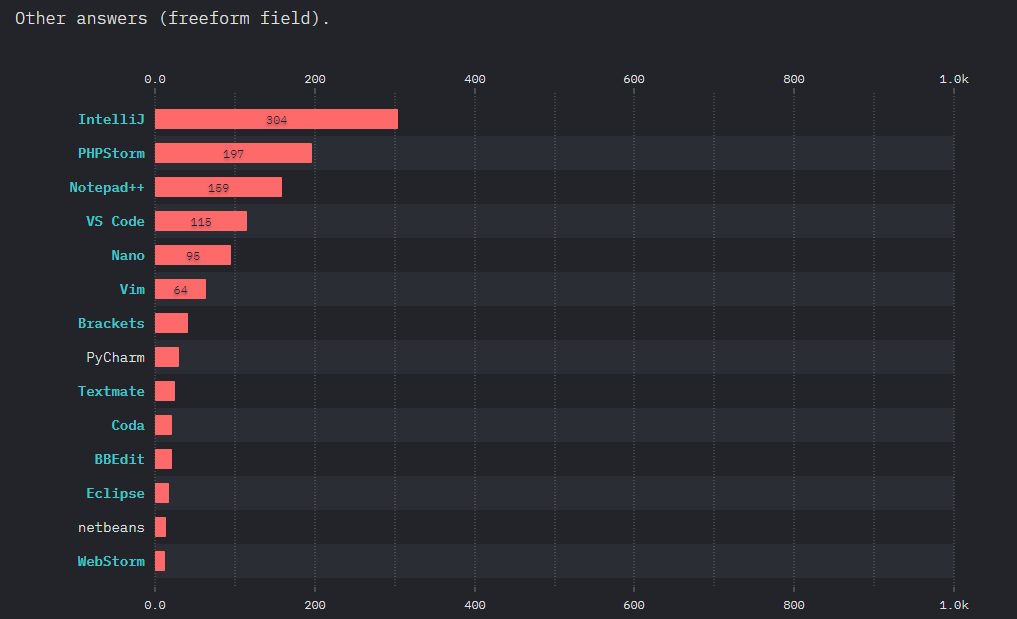 Other answers (freeform field).
0.0 200 400 600 800 1.0k
IntelliJ 304
PHPStorm 197
Notepad++ 159
VS Code 115
Nano 95
Vim 64
Brackets
PyCharm
Textmate
Coda
BBEdit
Eclipse
netbeans
WebStorm
0.0 200 400 600 800 1.0k